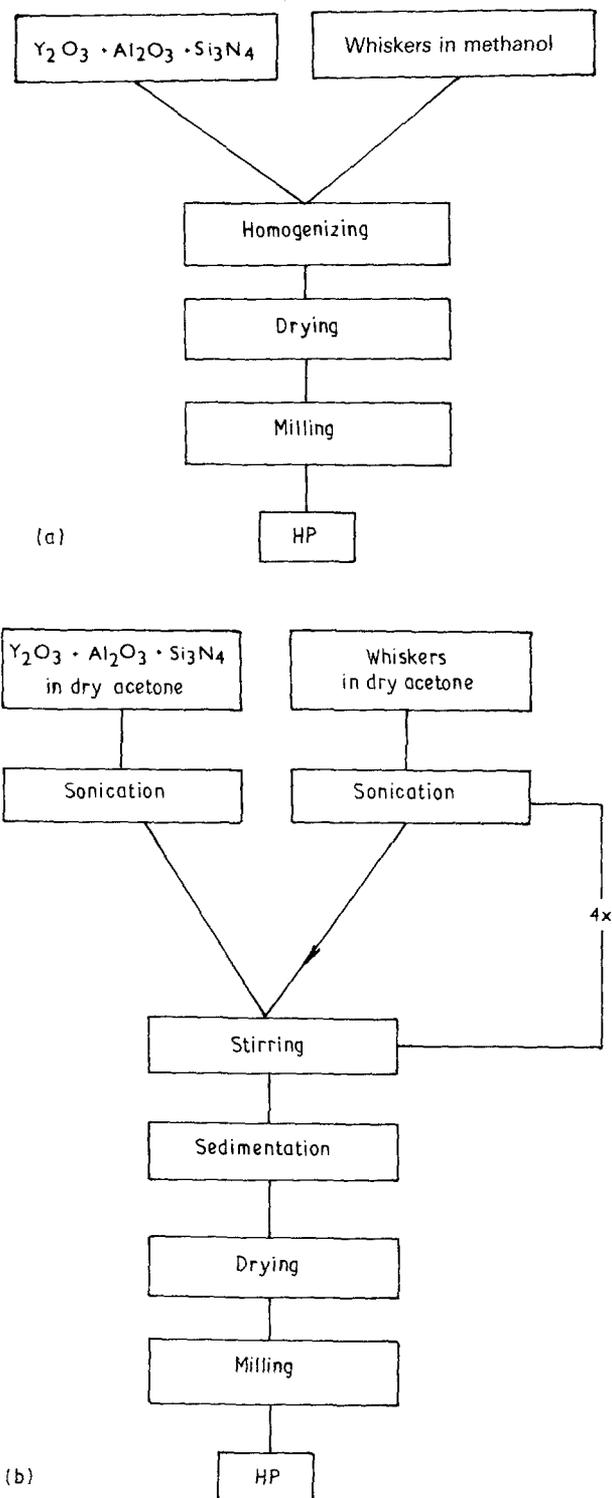 Y₂O₃ · Al₂O₃ · Si₃N₄
Whiskers in methanol
Homogenizing
Drying
Milling
HP
(a)
Y₂O₃ · Al₂O₃ · Si₃N₄
in dry acetone
Whiskers
in dry acetone
Sonication
Sonication
4x
Stirring
Sedimentation
Drying
Milling
HP
(b)